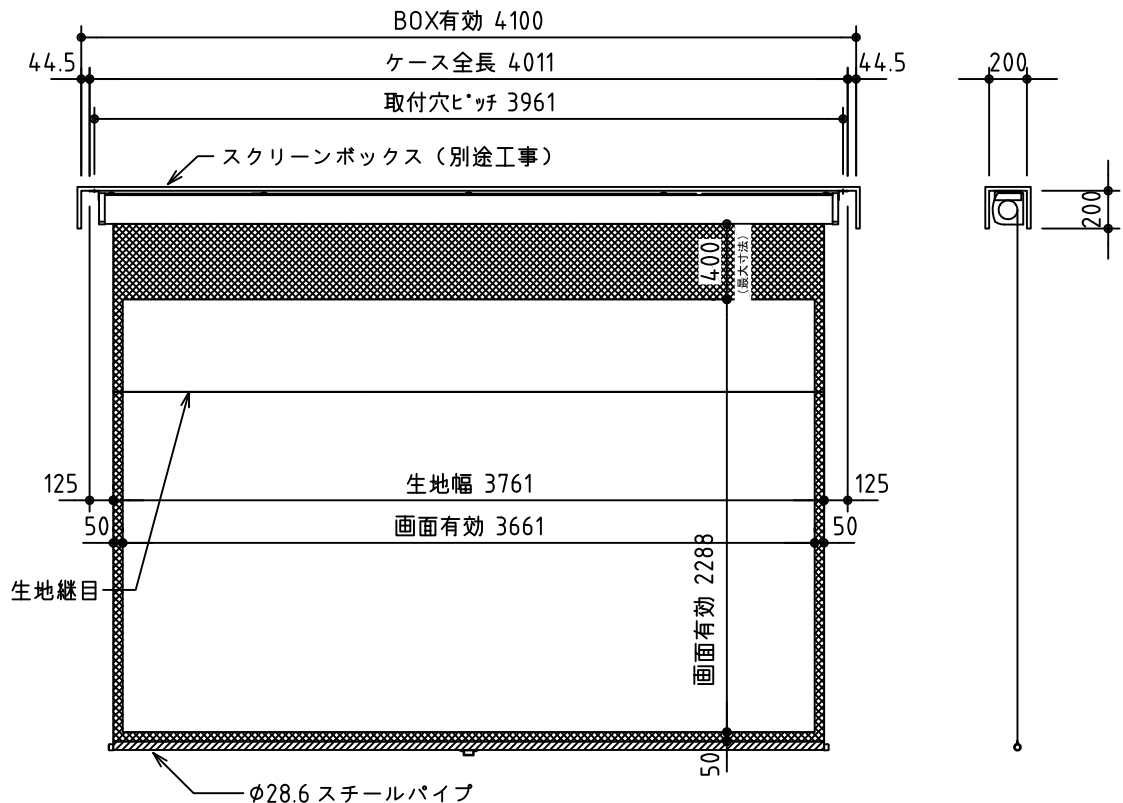 BOX有効 4100
44.5
ケース全長 4011
44.5
200
取付穴ピッチ 3961
スクリーンボックス（別途工事）
200
400
（最大寸法）
125
生地幅 3761
125
50
画面有効 3661
50
画面有効 2288
生地継目
50
φ28.6 スチールパイプ